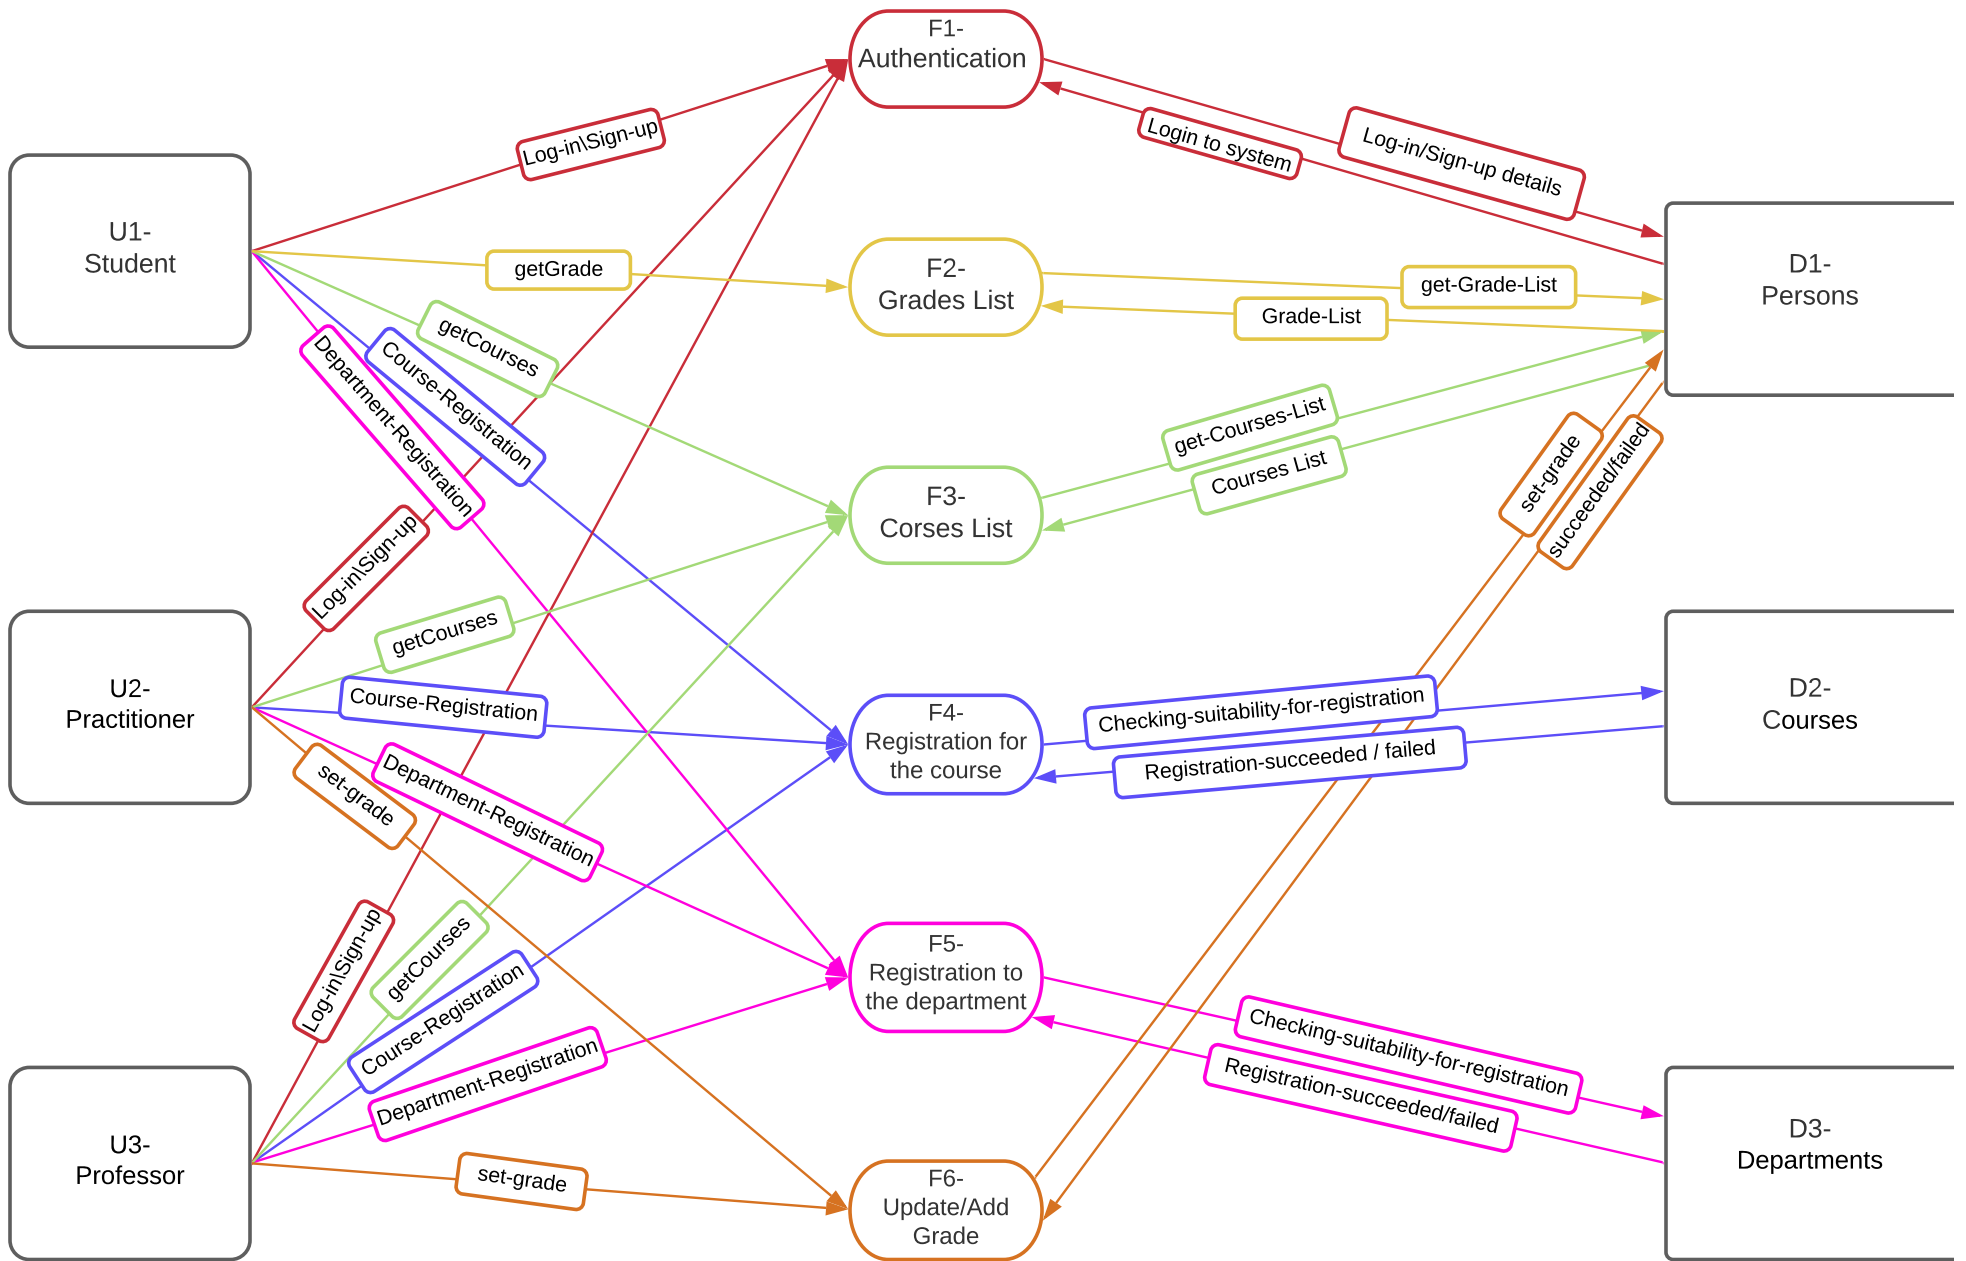 F1-
Authentication
Log-in\Sign-up
Login to system
Log-in/Sign-up details
U1-
Student
getGrade
F2-
Grades List
get-Grade-List
Grade-List
D1-
Persons
getCourses
Course-Registration
Department-Registration
get-Courses-List
Courses List
set-grade
succeeded/failed
F3-
Corses List
Log-in\Sign-up
getCourses
U2-
Practitioner
Course-Registration
Department-Registration
set-grade
F4-
Registration for
the course
Checking-suitability-for-registration
Registration-succeeded / failed
D2-
Courses
Log-in\Sign-up
getCourses
Course-Registration
Department-Registration
F5-
Registration to
the department
Checking-suitability-for-registration
Registration-succeeded/failed
U3-
Professor
set-grade
F6-
Update/Add
Grade
D3-
Departments